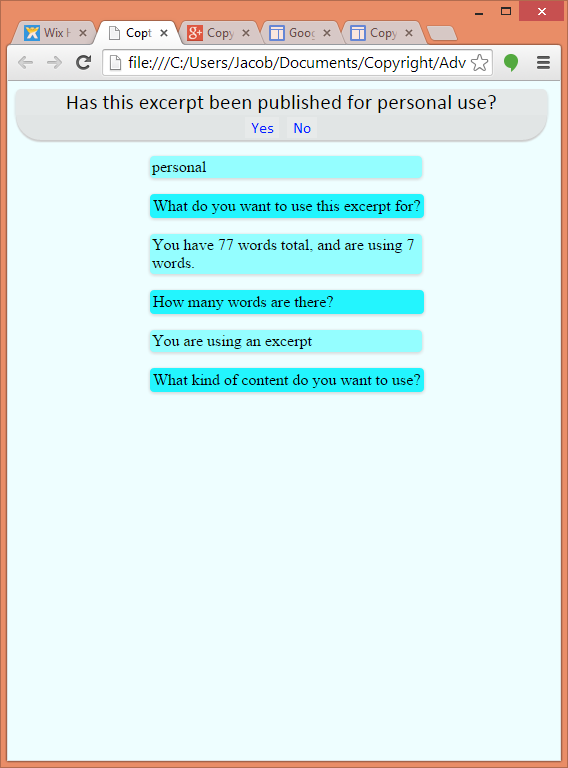 Wix H
Copt
Copy
Goog
Copy
file:///C:/Users/Jacob/Documents/Copyright/Adv
Has this excerpt been published for personal use?
Yes No
personal
What do you want to use this excerpt for?
You have 77 words total, and are using 7
words.
How many words are there?
You are using an excerpt
What kind of content do you want to use?